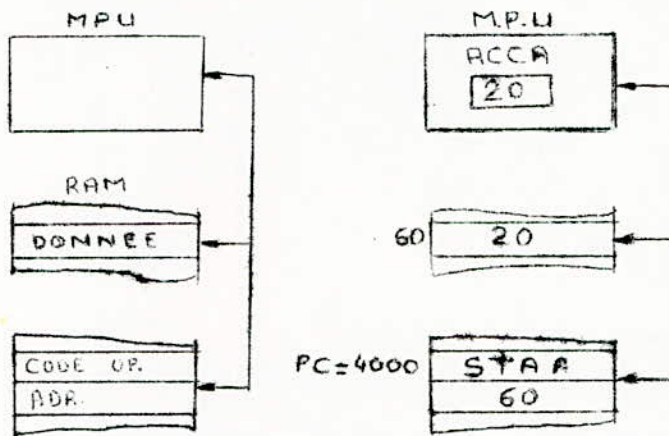 MPU
RAM
DONNEE
CODE OP.
ADR.
M.P.U
ACCA
20
60 20
PC=4000 STAA
60